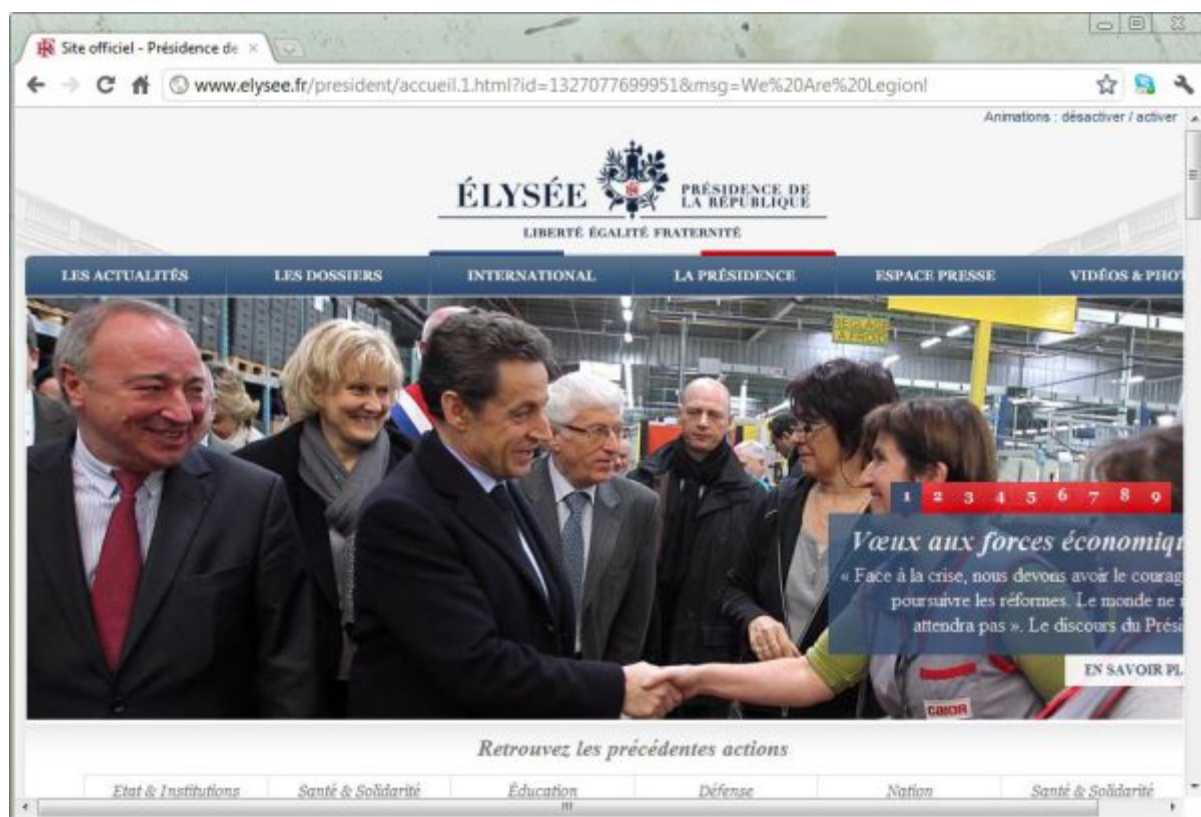 Site officiel - Présidence de
www.elysee.fr/president/accueil.1.html?id=1327077699951&msg=We%20Are%20Legion!
Animations : désactiver / activer
ÉLYSÉE
PRÉSIDENCE DE
LA RÉPUBLIQUE
LIBERTÉ ÉGALITÉ FRATERNITÉ
LES ACTUALITÉS LES DOSSIERS INTERNATIONAL LA PRÉSIDENCE ESPACE PRESSE VIDÉOS & PHO
RÉGLAGE
1 2 3 4 5 6 7 8 9
Vœux aux forces économiq
« Face à la crise, nous devons avoir le courag
poursuivre les réformes. Le monde ne
attendra pas ». Le discours du Prés
EN SAVOIR PL
calor
Retrouvez les précédentes actions
Etat & Institutions Santé & Solidarité Éducation Défense Nation Santé & Solidarité